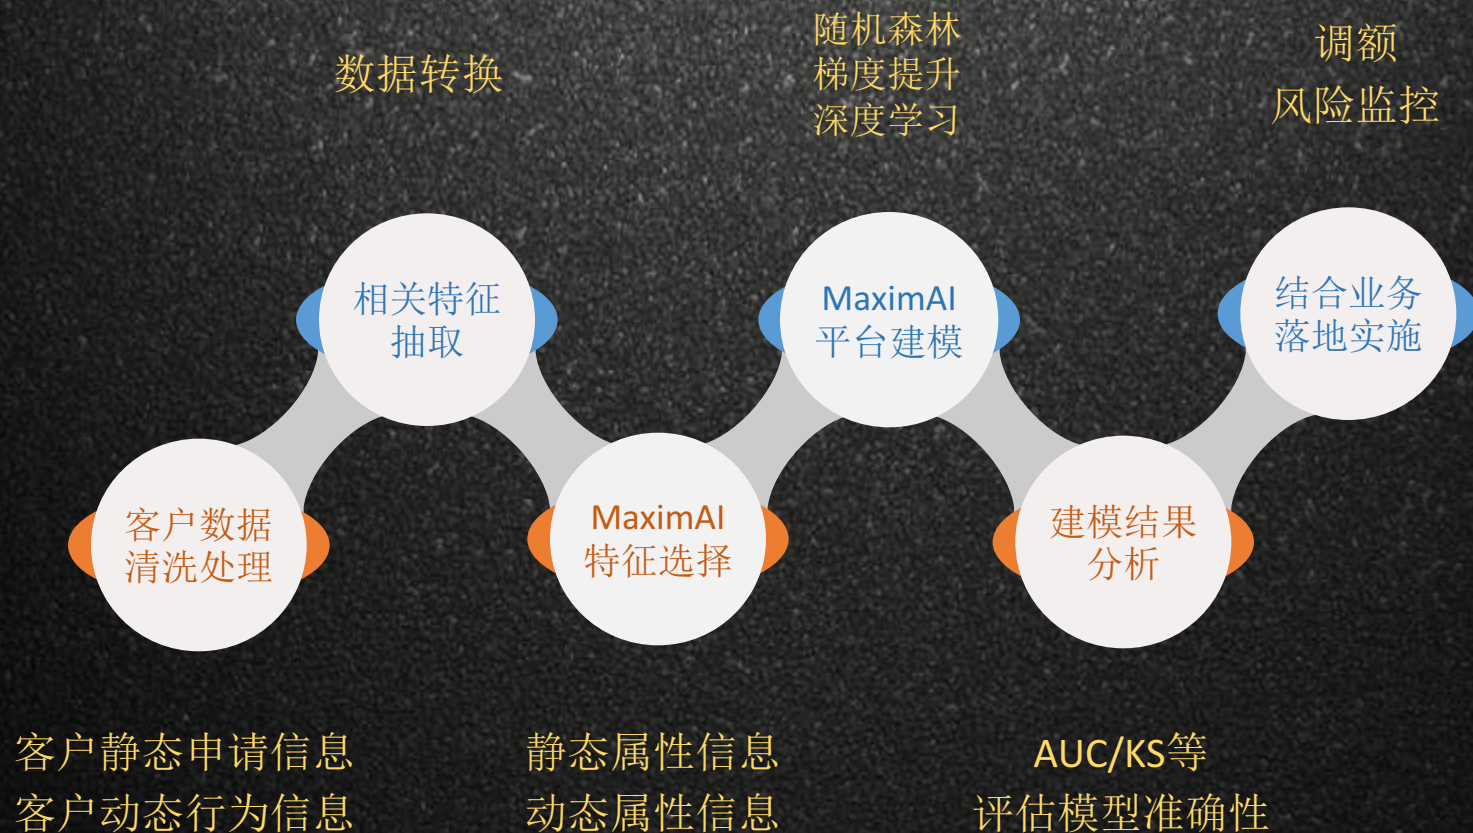 数据转换
随机森林
梯度提升
深度学习
调额
风险监控
相关特征
抽取
MaximAI
平台建模
结合业务
落地实施
客户数据
清洗处理
MaximAI
特征选择
建模结果
分析
客户静态申请信息
客户动态行为信息
静态属性信息
动态属性信息
AUC/KS等
评估模型准确性